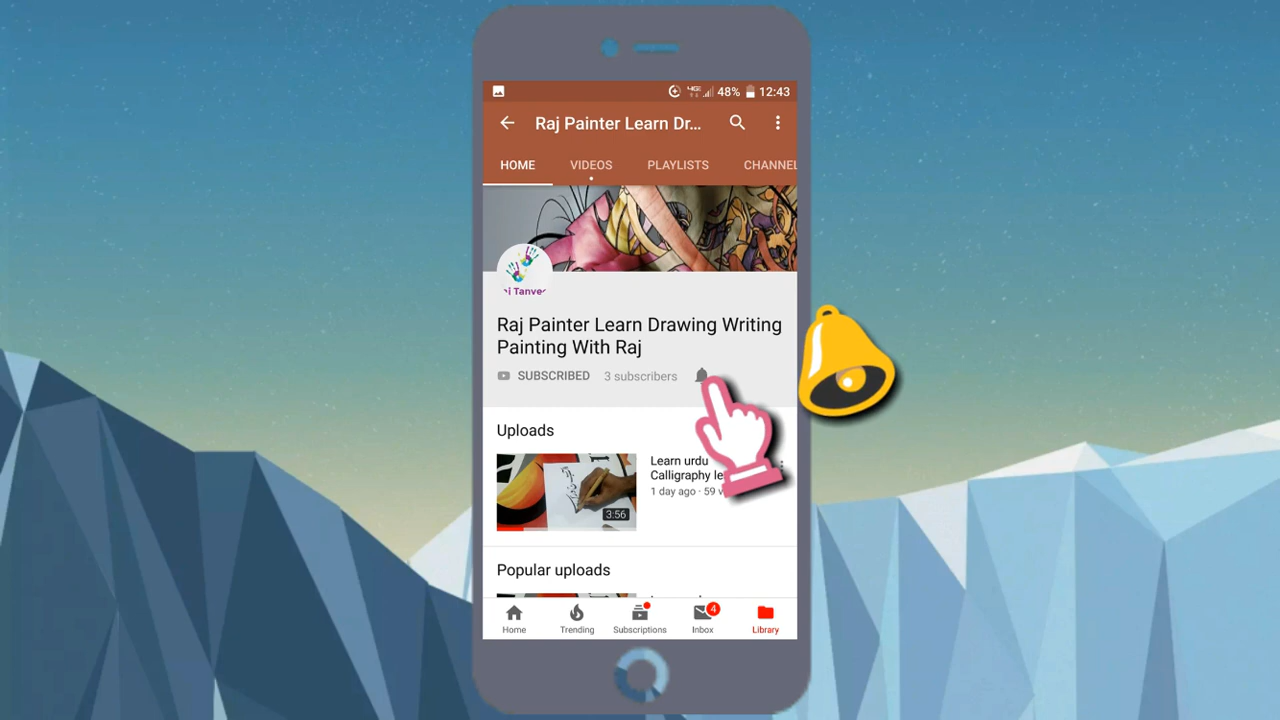 4GE 48% 12:43
Raj Painter Learn Dr...
HOME VIDEOS PLAYLISTS CHANNEL
Raj Painter Learn Drawing Writing
Painting With Raj
SUBSCRIBED 3 subscribers
Uploads
Learn urdu
Calligraphy le
1 day ago · 59 v
3:56
Popular uploads
4
Home Trending Subscriptions Inbox Library